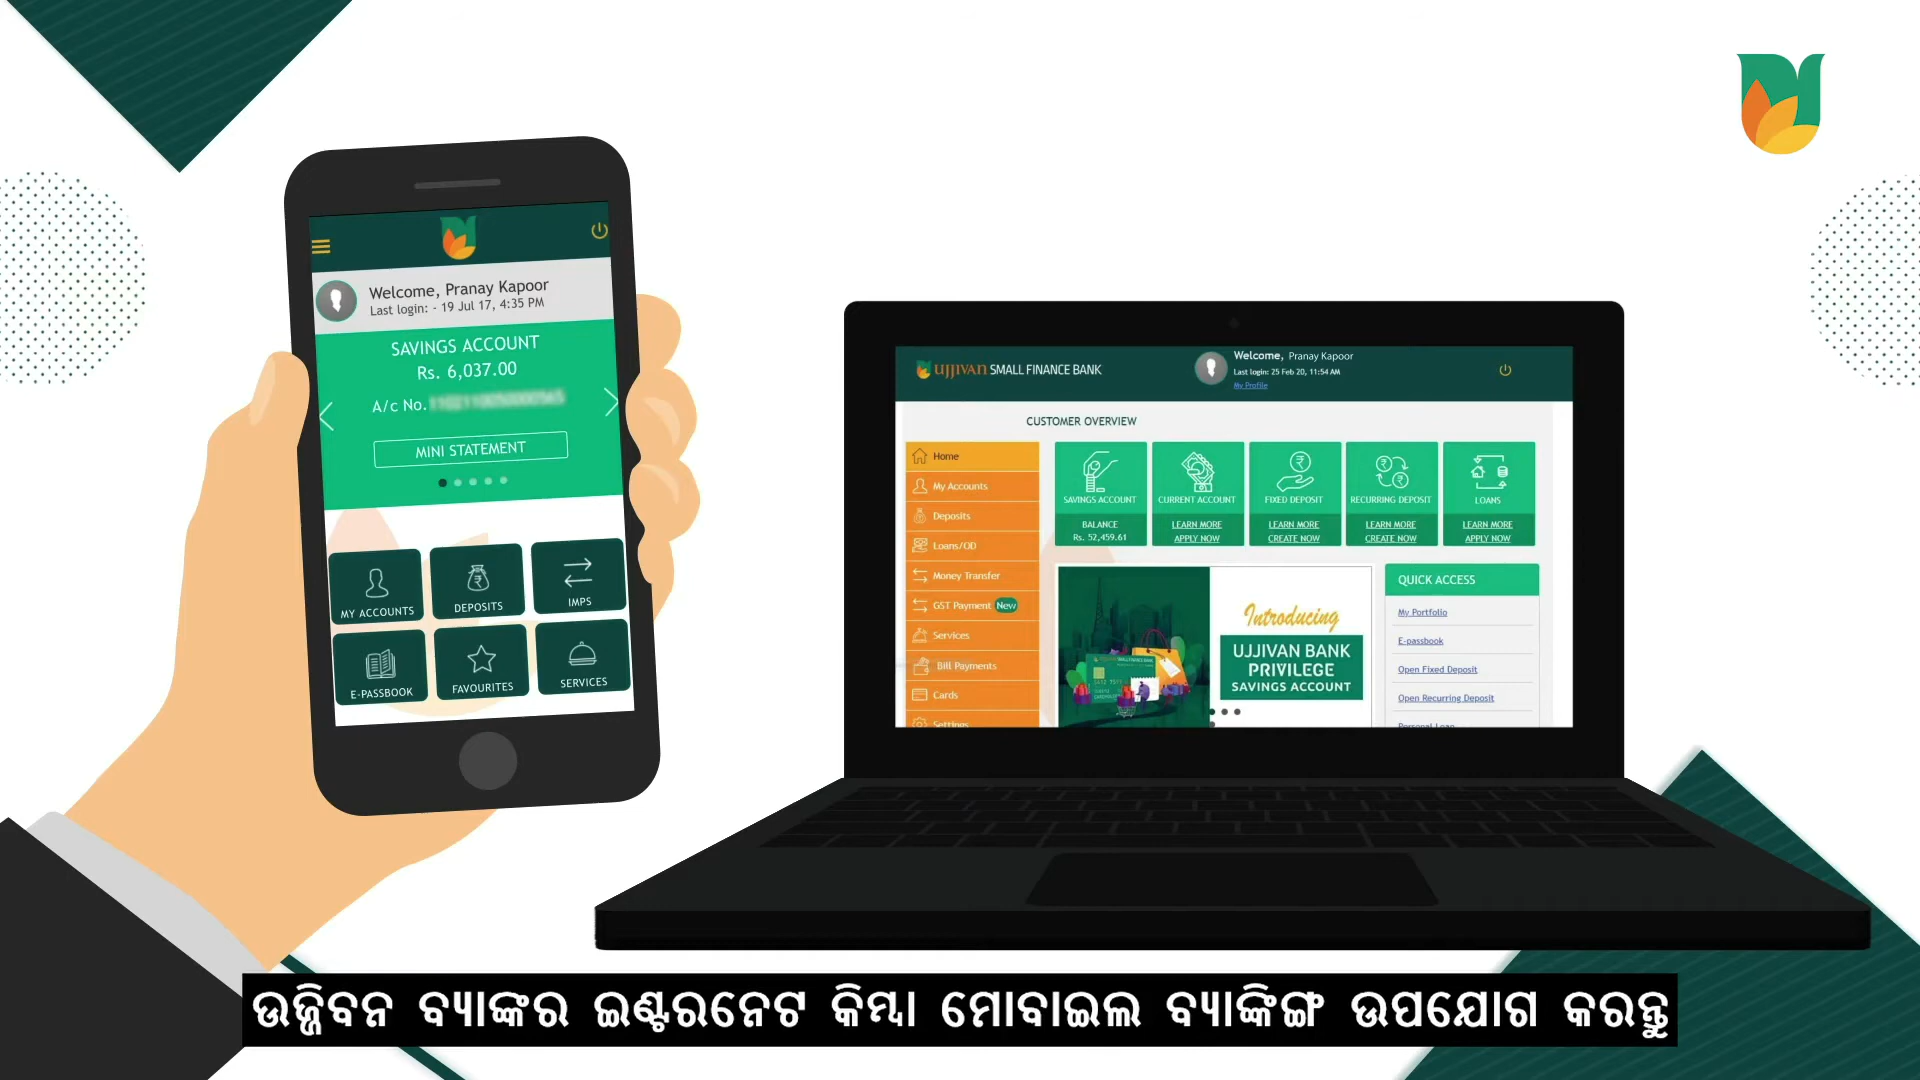 Welcome, Pranay Kapoor
Last login: - 19 Jul 17, 4:35 PM
SAVINGS ACCOUNT
Rs. 6,037.00
A/c No.
MINI STATEMENT
MY ACCOUNTS
DEPOSITS
IMPS
E-PASSBOOK
FAVOURITES
SERVICES
UJJIVAN SMALL FINANCE BANK
Welcome, Pranay Kapoor
Last login: 25 Feb 20, 11:54 AM
My Profile
CUSTOMER OVERVIEW
Home
My Accounts
Deposits
Loans/OD
Money Transfer
GST Payment New
Services
Bill Payments
Cards
Settings
SAVINGS ACCOUNT
BALANCE
Rs. 52,459.61
CURRENT ACCOUNT
LEARN MORE
APPLY NOW
FIXED DEPOSIT
LEARN MORE
CREATE NOW
RECURRING DEPOSIT
LEARN MORE
CREATE NOW
LOANS
LEARN MORE
APPLY NOW
Introducing
UJJIVAN BANK
PRIVILEGE
SAVINGS ACCOUNT
QUICK ACCESS
My Portfolio
E-passbook
Open Fixed Deposit
Open Recurring Deposit
Personal Loan
ଉଜ୍ଜିବନ ବ୍ୟାଙ୍କର ଇଣ୍ଟରନେଟ କିମ୍ବା ମୋବାଇଲ ବ୍ୟାଙ୍କିଙ୍ଗ ଉପଯୋଗ କରନ୍ତୁ